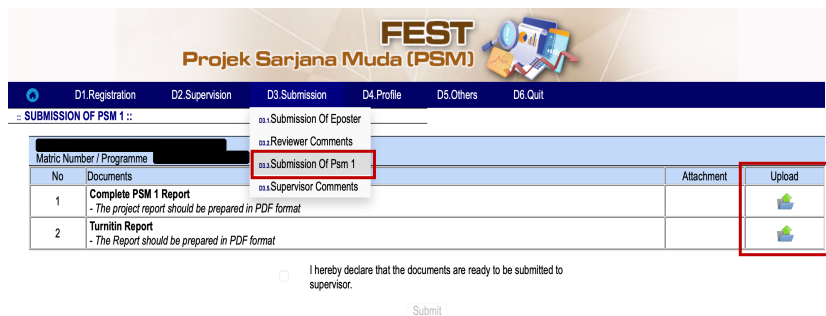 FEST
Projek Sarjana Muda (PSM)
D1.Registration D2.Supervision D3.Submission D4.Profile D5.Others D6.Quit
:: SUBMISSION OF PSM 1 ::
D3.1.Submission Of Eposter
D3.2.Reviewer Comments
D3.3.Submission Of Psm 1
D3.5.Supervisor Comments
Matric Number / Programme
No Documents Attachment Upload
1 Complete PSM 1 Report
- The project report should be prepared in PDF format
2 Turnitin Report
- The Report should be prepared in PDF format
I hereby declare that the documents are ready to be submitted to
supervisor.
Submit